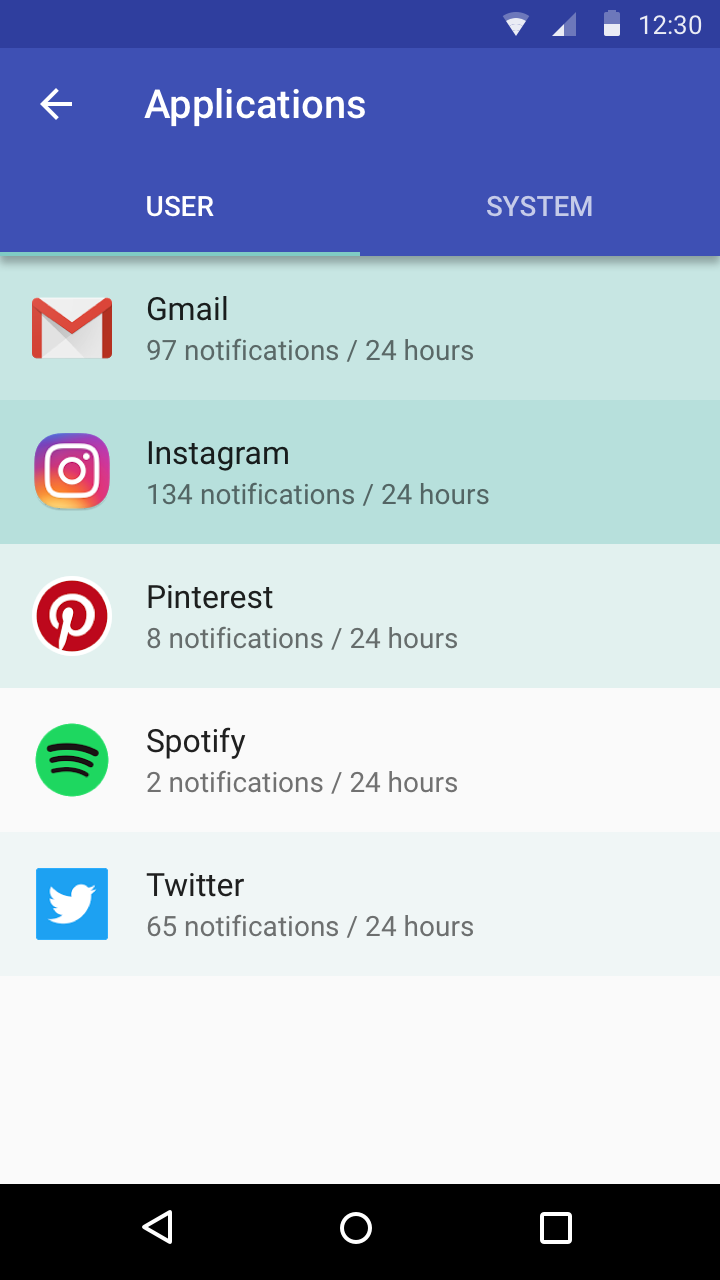 12:30
Applications
USER
SYSTEM
Gmail
97 notifications / 24 hours
Instagram
134 notifications / 24 hours
Pinterest
8 notifications / 24 hours
Spotify
2 notifications / 24 hours
Twitter
65 notifications / 24 hours